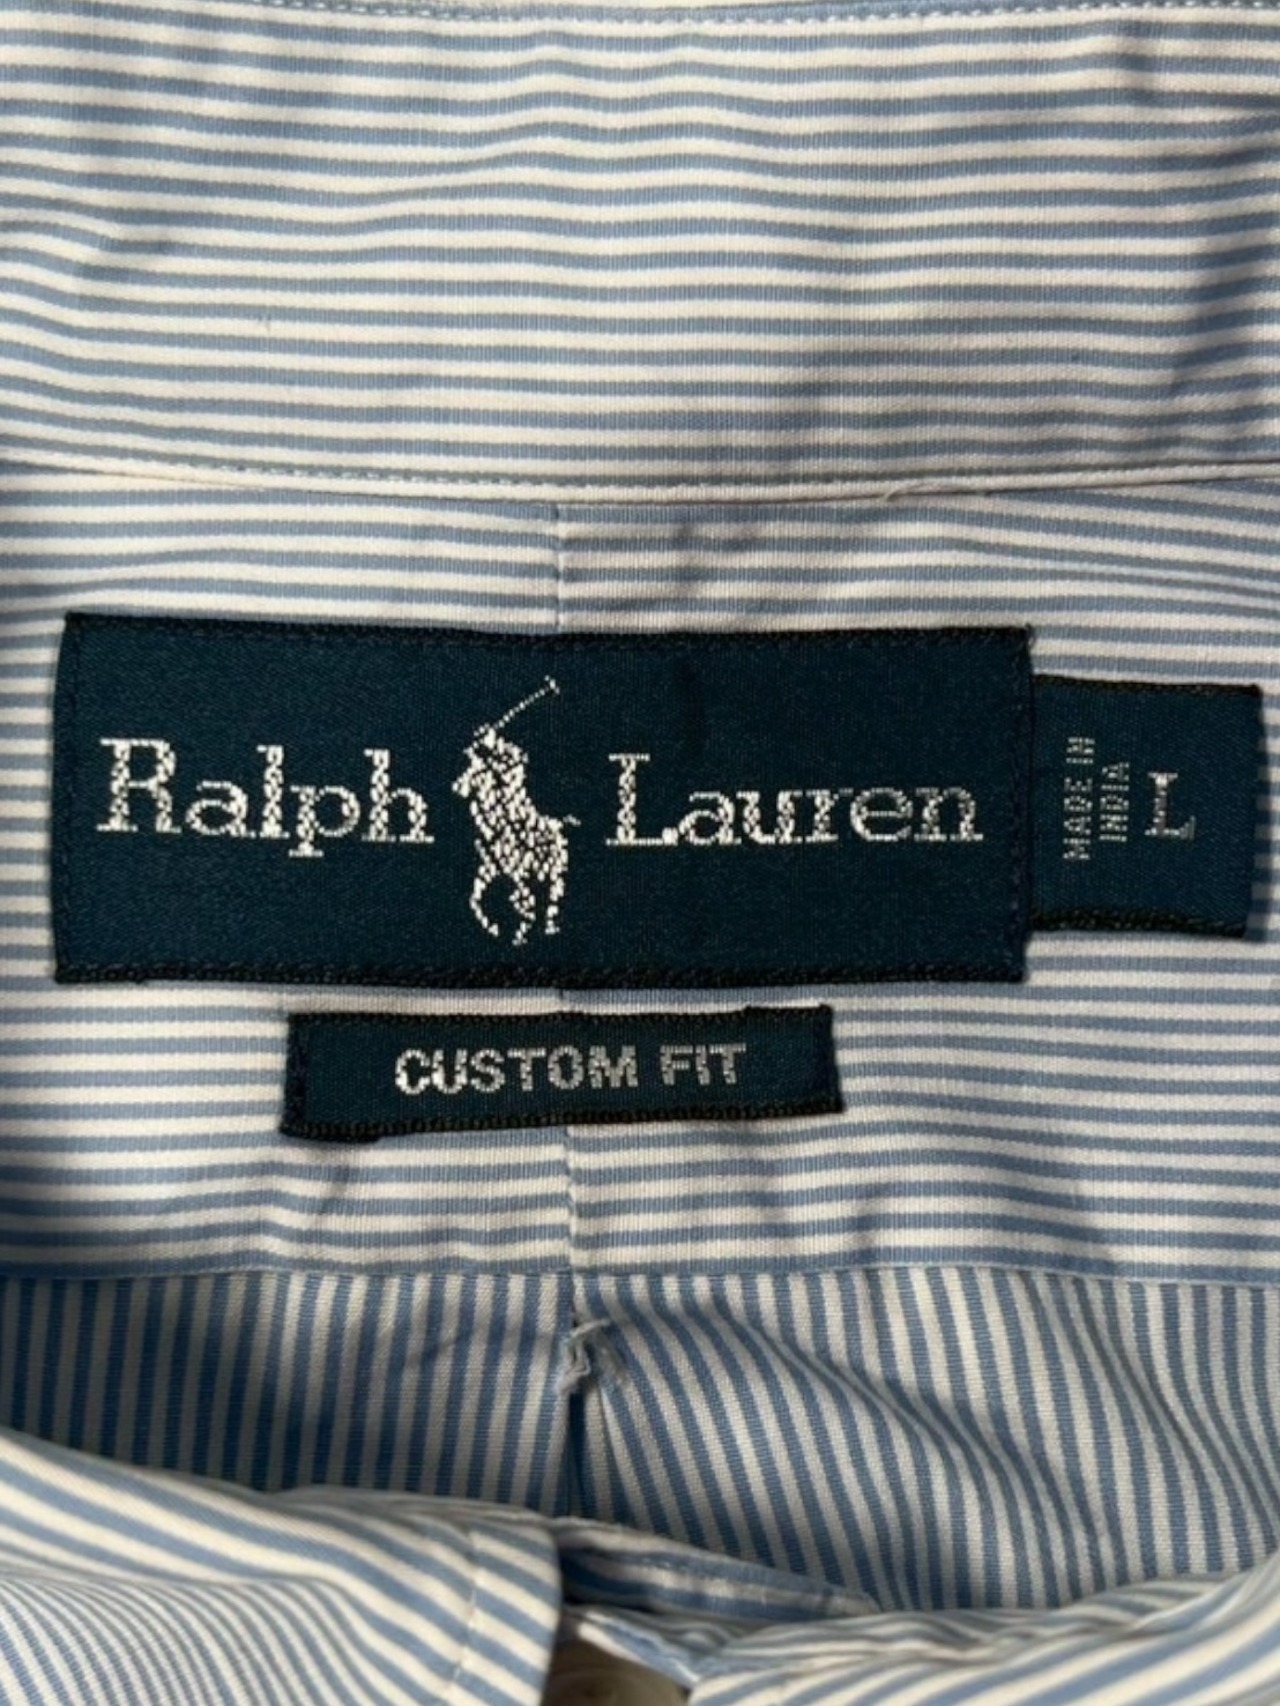 Ralph Lauren
MADE IN
INDIA
L
CUSTOM FIT